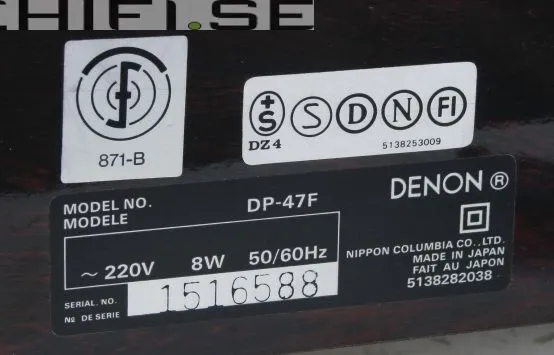 HIFI.SE
871-B
S S D N FI
DZ4
5138253009
MODEL NO. DP-47F
MODELE
DENON ®
~ 220V 8W 50/60Hz
NIPPON COLUMBIA CO., LTD.
MADE IN JAPAN
FAIT AU JAPON
5138282038
SERIAL. NO. 1516588
Nº DE SERIE